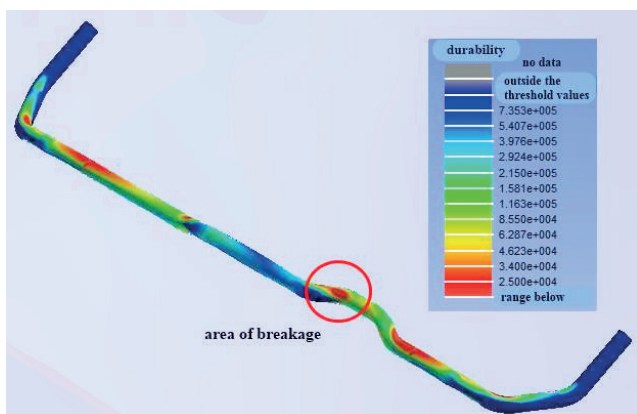 durability
no data
outside the
threshold values
7.353e+005
5.407e+005
3.976e+005
2.924e+005
2.150e+005
1.581e+005
1.163e+005
8.550e+004
6.287e+004
4.623e+004
3.400e+004
2.500e+004
range below
area of breakage